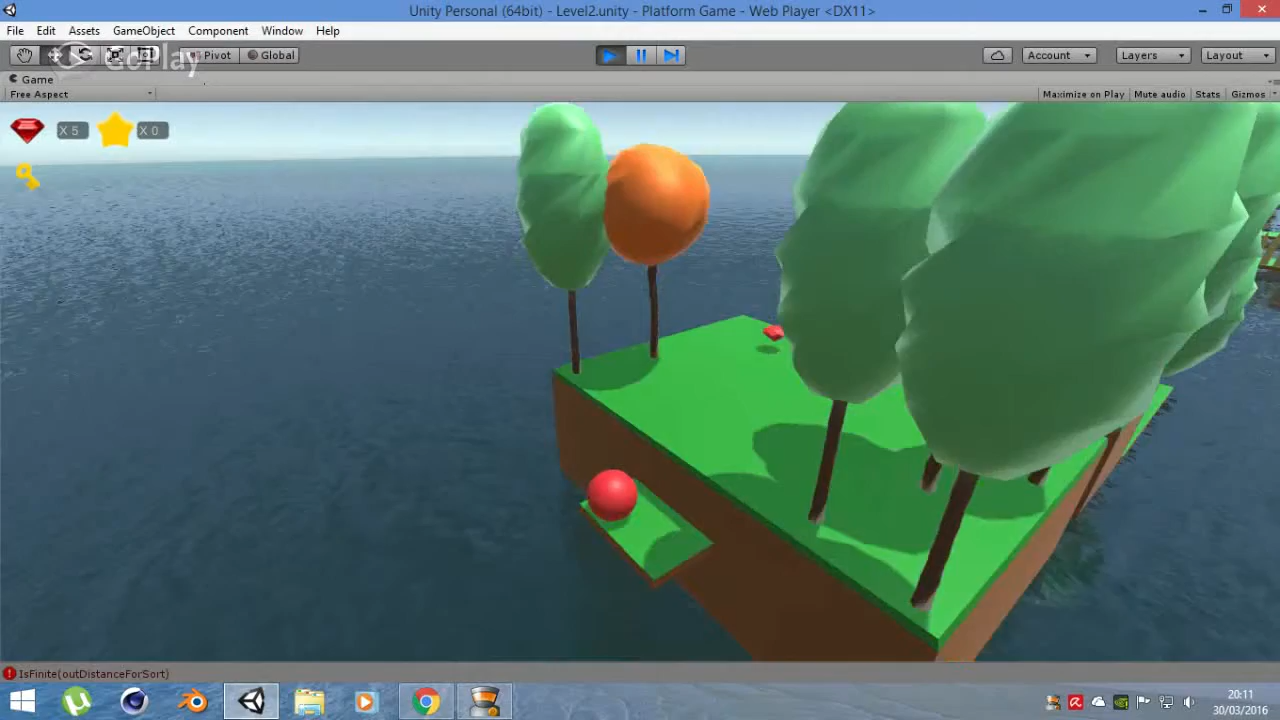 Unity Personal (64bit) - Level2.unity - Platform Game - Web Player <DX11>
File Edit Assets GameObject Component Window Help
GoPlay
Pivot Global Account Layers Layout
Game
Free Aspect Maximize on Play Mute audio Stats Gizmos
X 5 X 0
IsFinite(outDistanceForSort)
20:11
30/03/2016